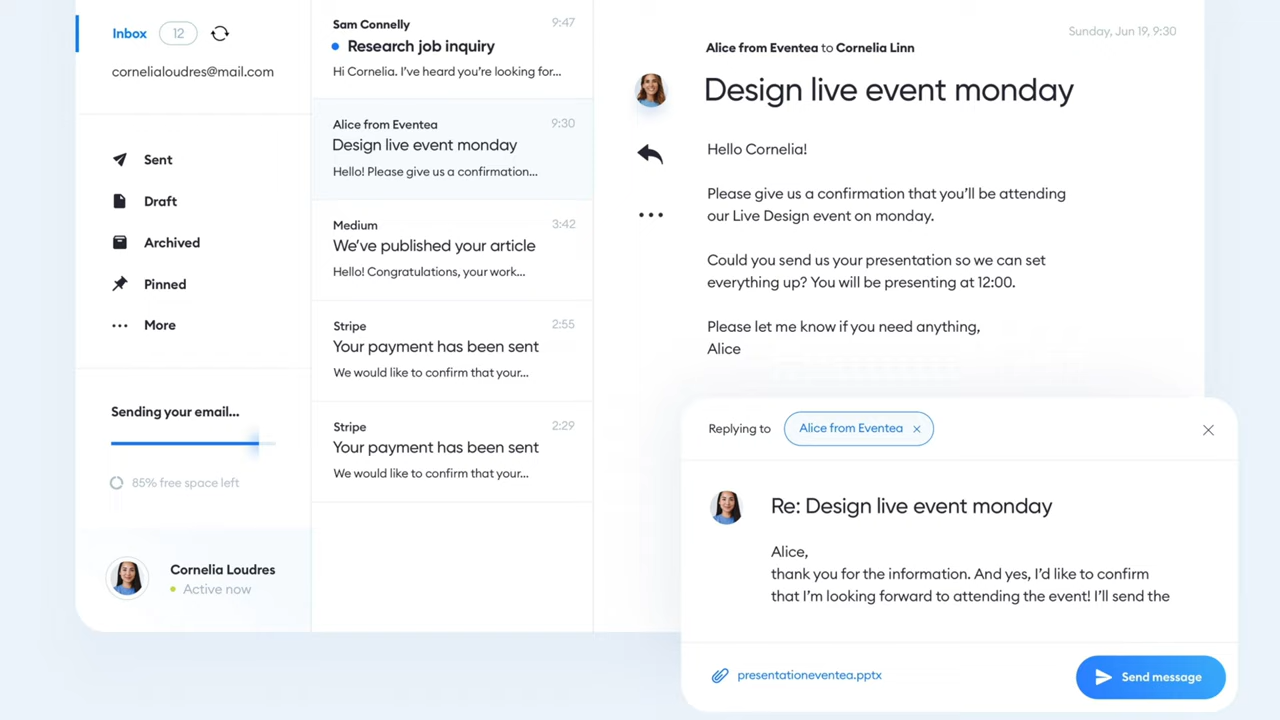 Inbox 12
cornelialoudres@mail.com
Sent
Draft
Archived
Pinned
More
Sending your email...
85% free space left
Cornelia Loudres
Active now
Sam Connelly 9:47
Research job inquiry
Hi Cornelia. I've heard you're looking for...
Alice from Eventea 9:30
Design live event monday
Hello! Please give us a confirmation...
Medium 3:42
We've published your article
Hello! Congratulations, your work...
Stripe 2:55
Your payment has been sent
We would like to confirm that your...
Stripe 2:29
Your payment has been sent
We would like to confirm that your...
Sunday, Jun 19, 9:30
Alice from Eventea to Cornelia Linn
Design live event monday
Hello Cornelia!
Please give us a confirmation that you'll be attending
our Live Design event on monday.
Could you send us your presentation so we can set
everything up? You will be presenting at 12:00.
Please let me know if you need anything,
Alice
Replying to Alice from Eventea ×
Re: Design live event monday
Alice,
thank you for the information. And yes, I'd like to confirm
that I'm looking forward to attending the event! I'll send the
presentationeventea.pptx
Send message